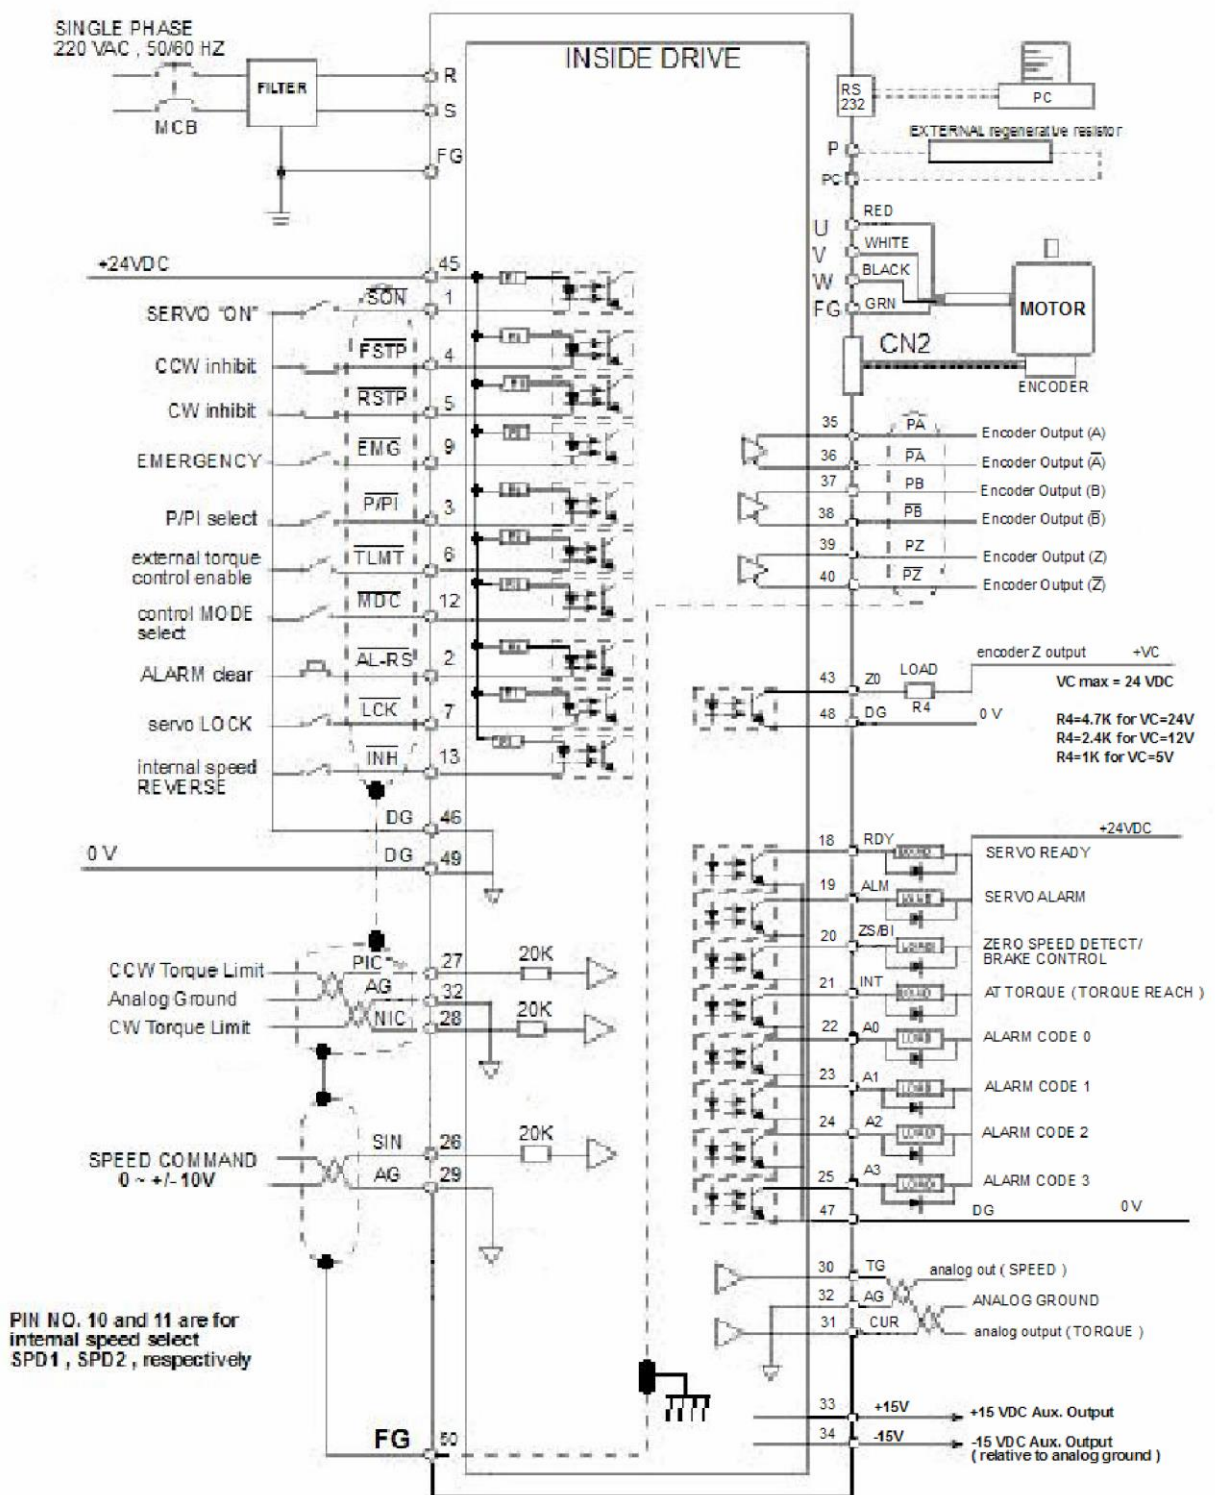 SINGLE PHASE
220 VAC , 50/60 HZ
MCB
FILTER
R
S
FG
INSIDE DRIVE
RS
232
PC
EXTERNAL regenerative resistor
P
PC
U
RED
V
WHITE
W
BLACK
FG
GRN
MOTOR
CN2
ENCODER
+24VDC
45
SERVO "ON"
SON
1
CCW inhibit
FSTP
4
CW inhibit
RSTP
5
EMERGENCY
EMG
9
P/PI select
P/PI
3
external torque
control enable
TLMT
6
control MODE
select
MDC
12
ALARM clear
AL-RS
2
servo LOCK
LCK
7
internal speed
REVERSE
INH
13
DG
46
0 V
DG
49
CCW Torque Limit
PIC
27
20K
Analog Ground
AG
32
CW Torque Limit
NIC
28
20K
SPEED COMMAND
0 ~ +/- 10V
SIN
26
20K
AG
29
PIN NO. 10 and 11 are for
internal speed select
SPD1 , SPD2 , respectively
FG
50
35
PA
Encoder Output (A)
36
P̅A̅
Encoder Output (A̅)
37
PB
Encoder Output (B)
38
P̅B̅
Encoder Output (B̅)
39
PZ
Encoder Output (Z)
40
P̅Z̅
Encoder Output (Z̅)
encoder Z output
+VC
43
Z0
LOAD
R4
VC max = 24 VDC
48
DG
0 V
R4=4.7K for VC=24V
R4=2.4K for VC=12V
R4=1K for VC=5V
+24VDC
18
RDY
LOAD
SERVO READY
19
ALM
LOAD
SERVO ALARM
20
ZS/BI
LOAD
ZERO SPEED DETECT/
BRAKE CONTROL
21
INT
LOAD
AT TORQUE ( TORQUE REACH )
22
A0
LOAD
ALARM CODE 0
23
A1
LOAD
ALARM CODE 1
24
A2
LOAD
ALARM CODE 2
25
A3
LOAD
ALARM CODE 3
47
DG
0 V
30
TG
analog out ( SPEED )
32
AG
ANALOG GROUND
31
CUR
analog output ( TORQUE )
33
+15V
+15 VDC Aux. Output
34
-15V
-15 VDC Aux. Output
( relative to analog ground )